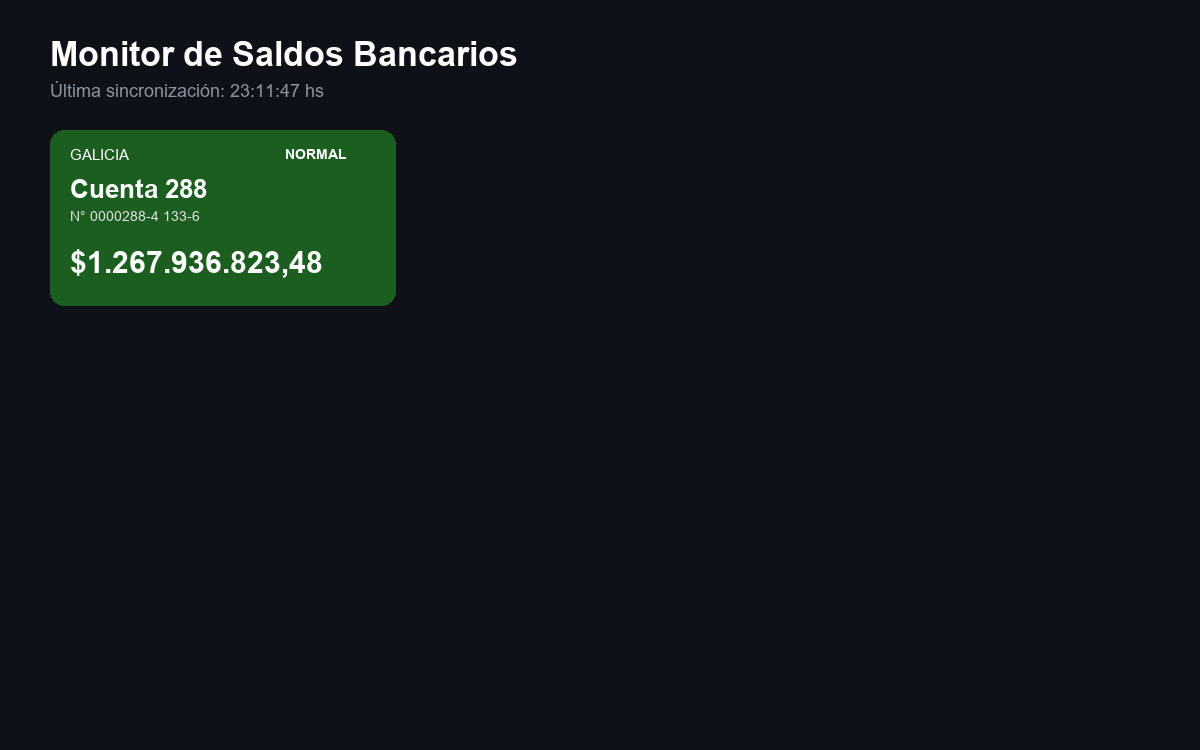 Monitor de Saldos Bancarios
Última sincronización: 23:11:47 hs
GALICIA NORMAL
Cuenta 288
N° 0000288-4 133-6
$1.267.936.823,48